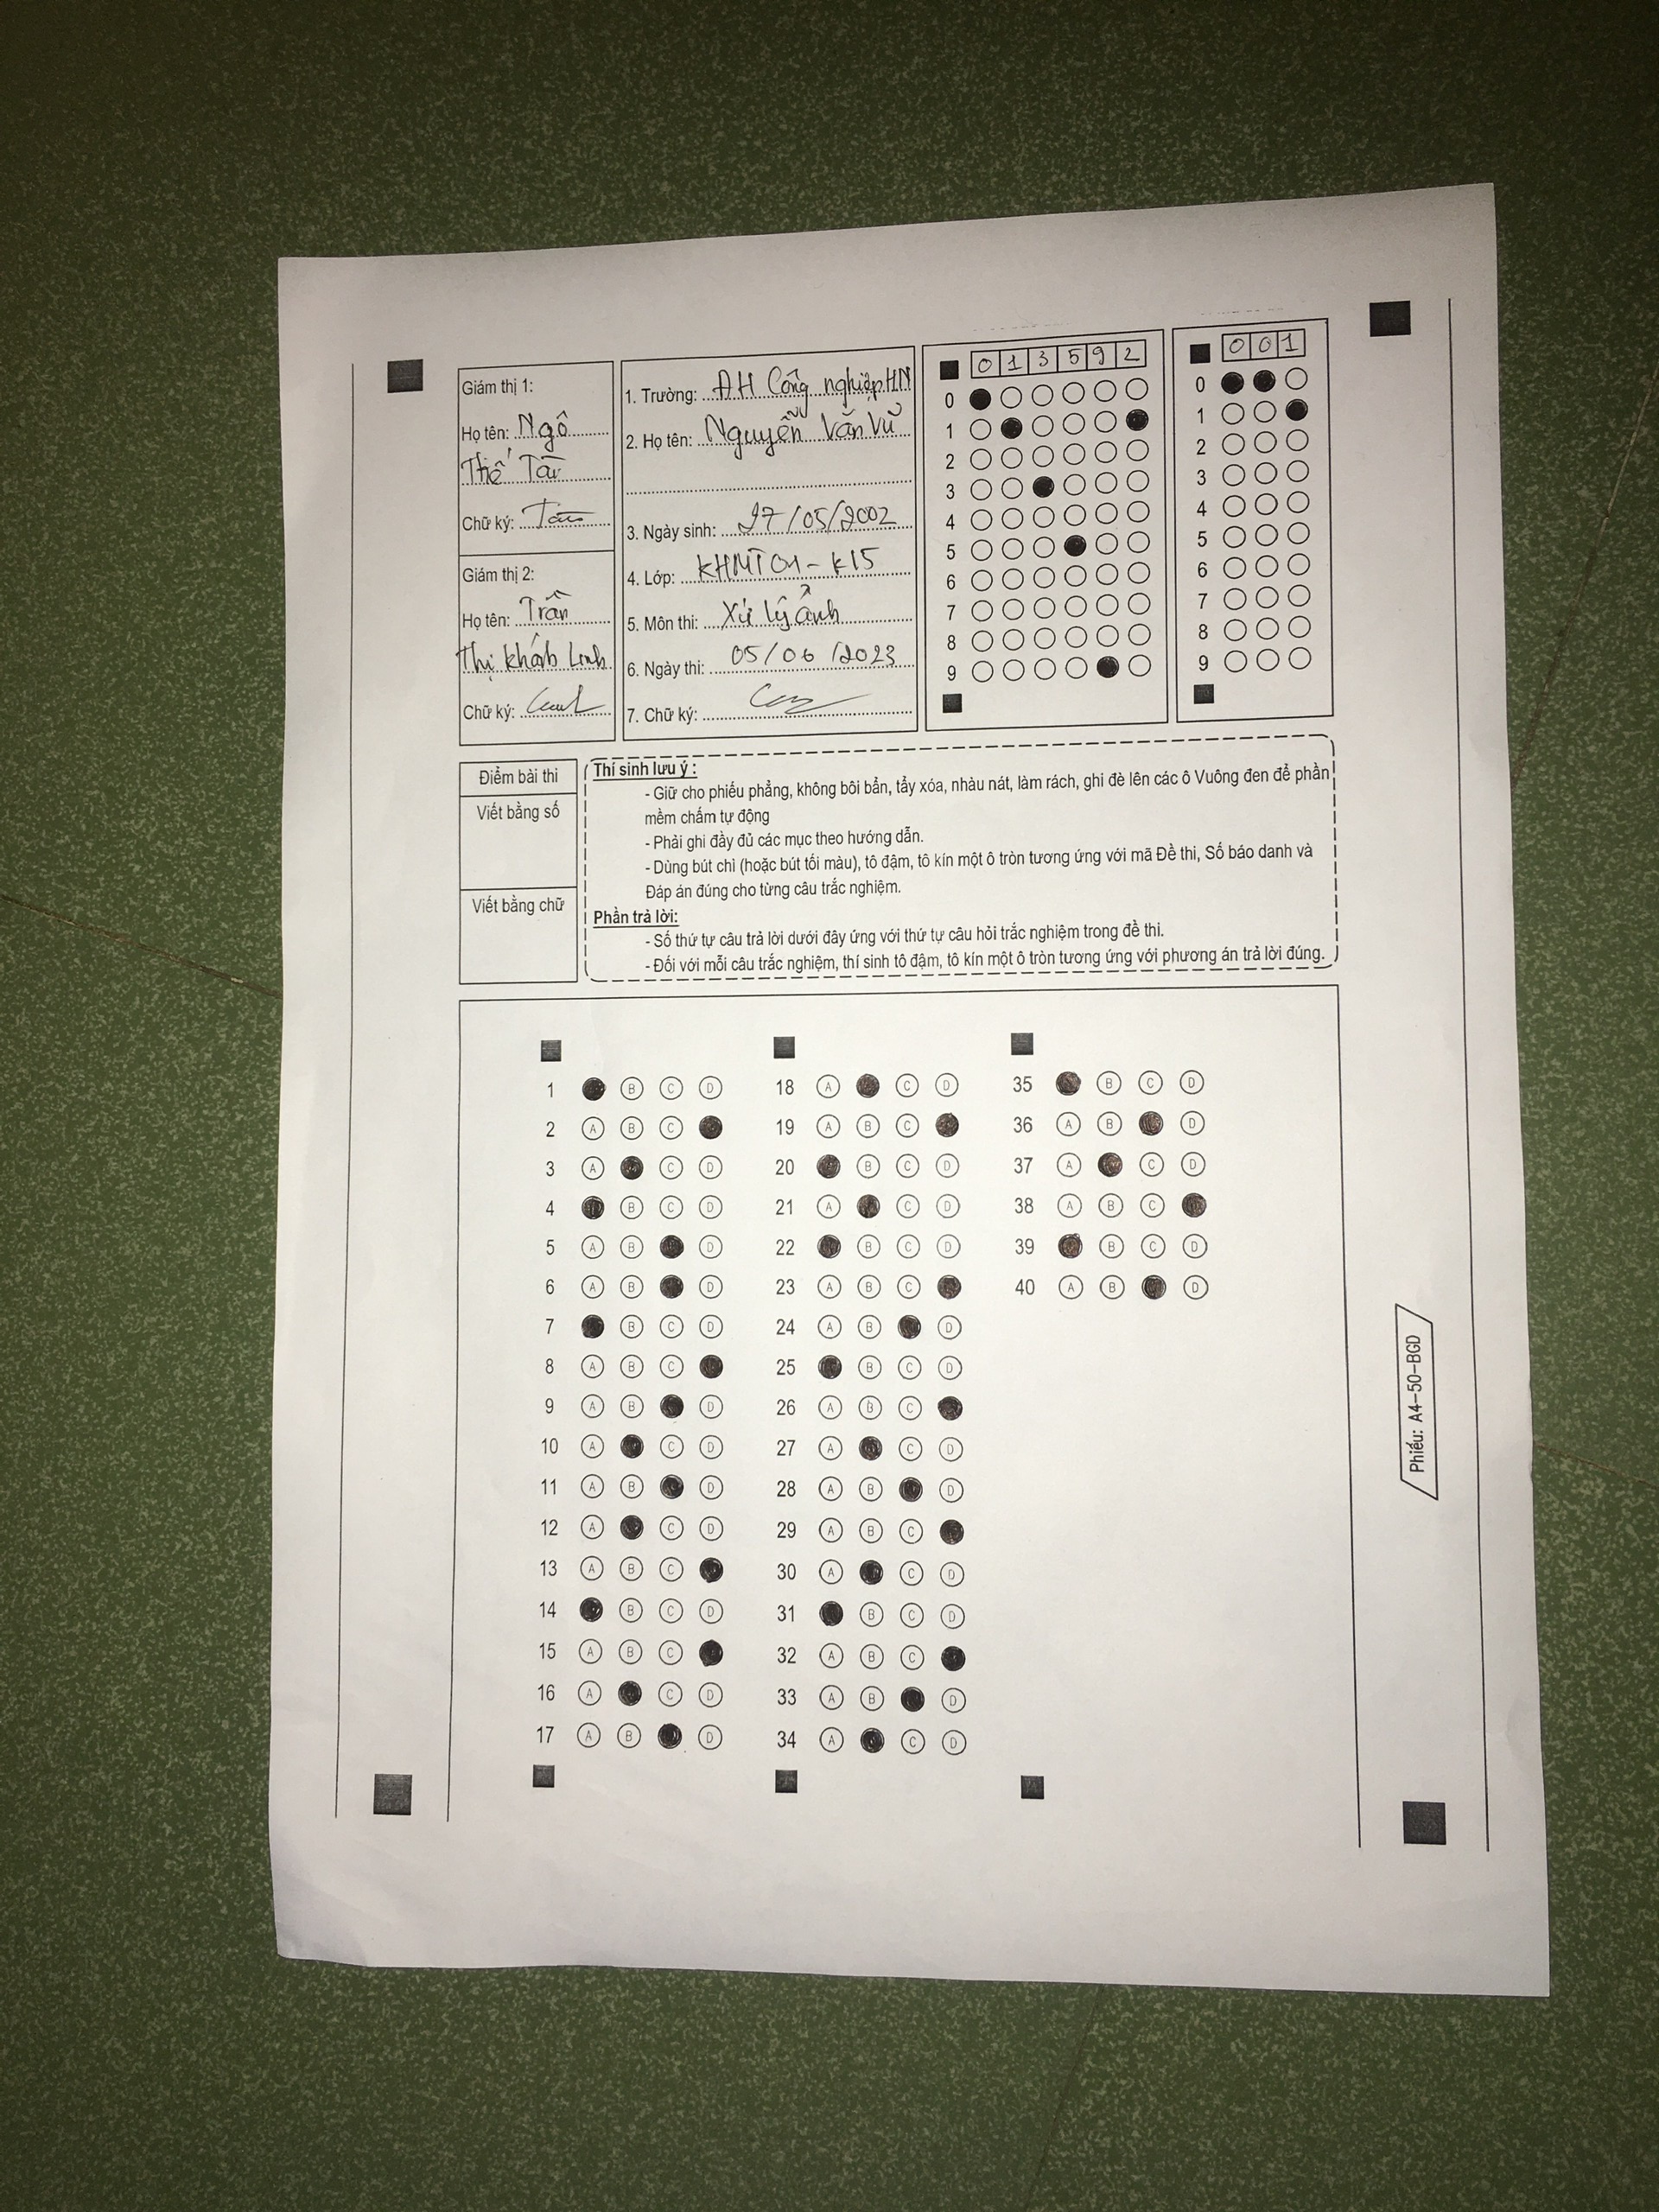 Giám thị 1:
Họ tên: Ngô
Thế Tài
Chữ ký: Tài
Giám thị 2:
Họ tên: Trần
Thị Khánh Linh
Chữ ký:
1. Trường: ĐH Công nghiệp HN
2. Họ tên: Nguyễn Văn Vũ
3. Ngày sinh: 27/05/2002
4. Lớp: KHMT01-K15
5. Môn thi: Xử lý ảnh
6. Ngày thi: 05/06/2023
7. Chữ ký:
0 1 3 5 9 2
0
1
2
3
4
5
6
7
8
9
0 0 1
0
1
2
3
4
5
6
7
8
9
Điểm bài thi
Viết bằng số
Viết bằng chữ
Thí sinh lưu ý :
- Giữ cho phiếu phẳng, không bôi bẩn, tẩy xóa, nhàu nát, làm rách, ghi đè lên các ô Vuông đen để phần
mềm chấm tự động
- Phải ghi đầy đủ các mục theo hướng dẫn.
- Dùng bút chì (hoặc bút tối màu), tô đậm, tô kín một ô tròn tương ứng với mã Đề thi, Số báo danh và
Đáp án đúng cho từng câu trắc nghiệm.
Phần trả lời:
- Số thứ tự câu trả lời dưới đây ứng với thứ tự câu hỏi trắc nghiệm trong đề thi.
- Đối với mỗi câu trắc nghiệm, thí sinh tô đậm, tô kín một ô tròn tương ứng với phương án trả lời đúng.
1 B C D
2 A B C
3 A C D
4 B C D
5 A B D
6 A B D
7 B C D
8 A B C
9 A B D
10 A C D
11 A B D
12 A C D
13 A B C
14 B C D
15 A B C
16 A C D
17 A B D
18 A C D
19 A B C
20 B C D
21 A C D
22 B C D
23 A B C
24 A B D
25 B C D
26 A B C
27 A C D
28 A B D
29 A B C
30 A C D
31 B C D
32 A B C
33 A B D
34 A C D
35 B C D
36 A B D
37 A C D
38 A B C
39 B C D
40 A B D
Phiếu: A4-50-BGD